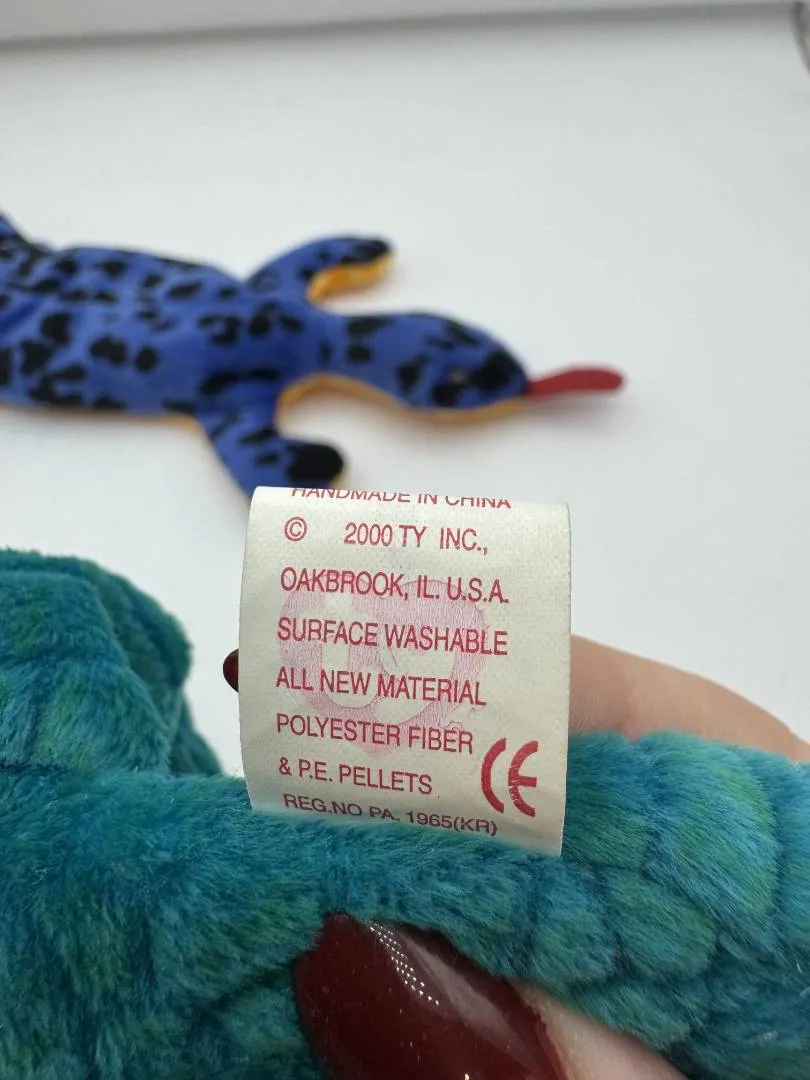 HANDMADE IN CHINA
© 2000 TY INC.,
OAKBROOK, IL. U.S.A.
SURFACE WASHABLE
ALL NEW MATERIAL
POLYESTER FIBER
& P.E. PELLETS
CE
REG.NO PA. 1965(KR)